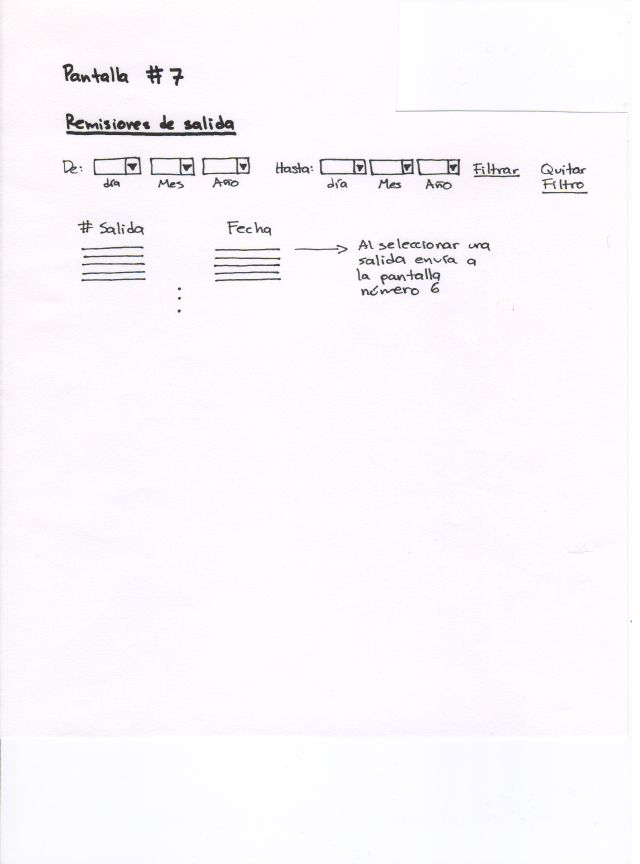 Pantalla #7
Remisiones de salida
De: Hasta: Filtrar Quitar
día Mes Año día Mes Año Filtro
# Salida Fecha
Al seleccionar una
salida envía a
la pantalla
número 6